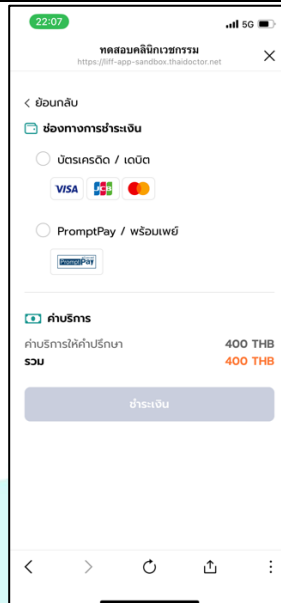 22:07
5G
ทดสอบคลินิกเวชกรรม
https://liff-app-sandbox.thaidoctor.net
ย้อนกลับ
ช่องทางการชำระเงิน
บัตรเครดิต / เดบิต
VISA JCB
PromptPay / พร้อมเพย์
PromptPay
ค่าบริการ
ค่าบริการให้คำปรึกษา 400 THB
รวม 400 THB
ชำระเงิน